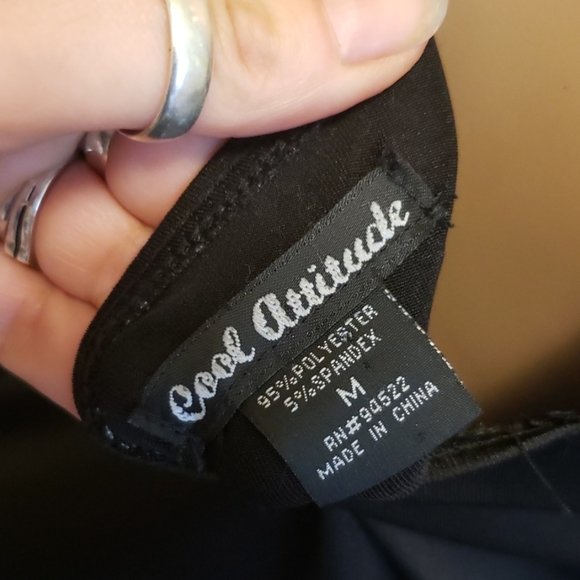 Cool Attitude
95%POLYESTER
5%SPANDEX
M
RN#94522
MADE IN CHINA